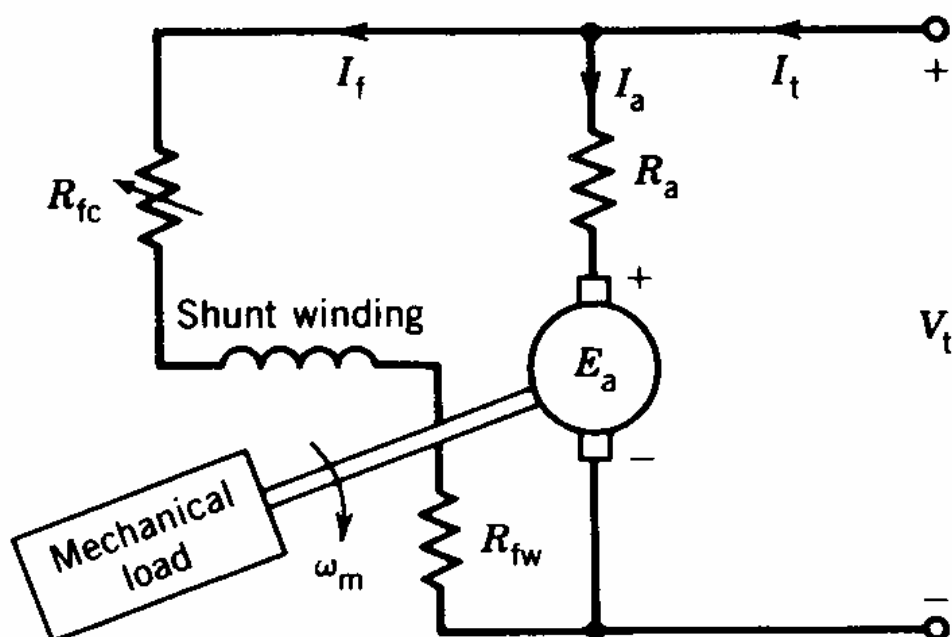 I_f
I_t
+
I_a
R_fc
R_a
+
Shunt winding
V_t
E_a
−
Mechanical
load
ω_m
R_fw
−